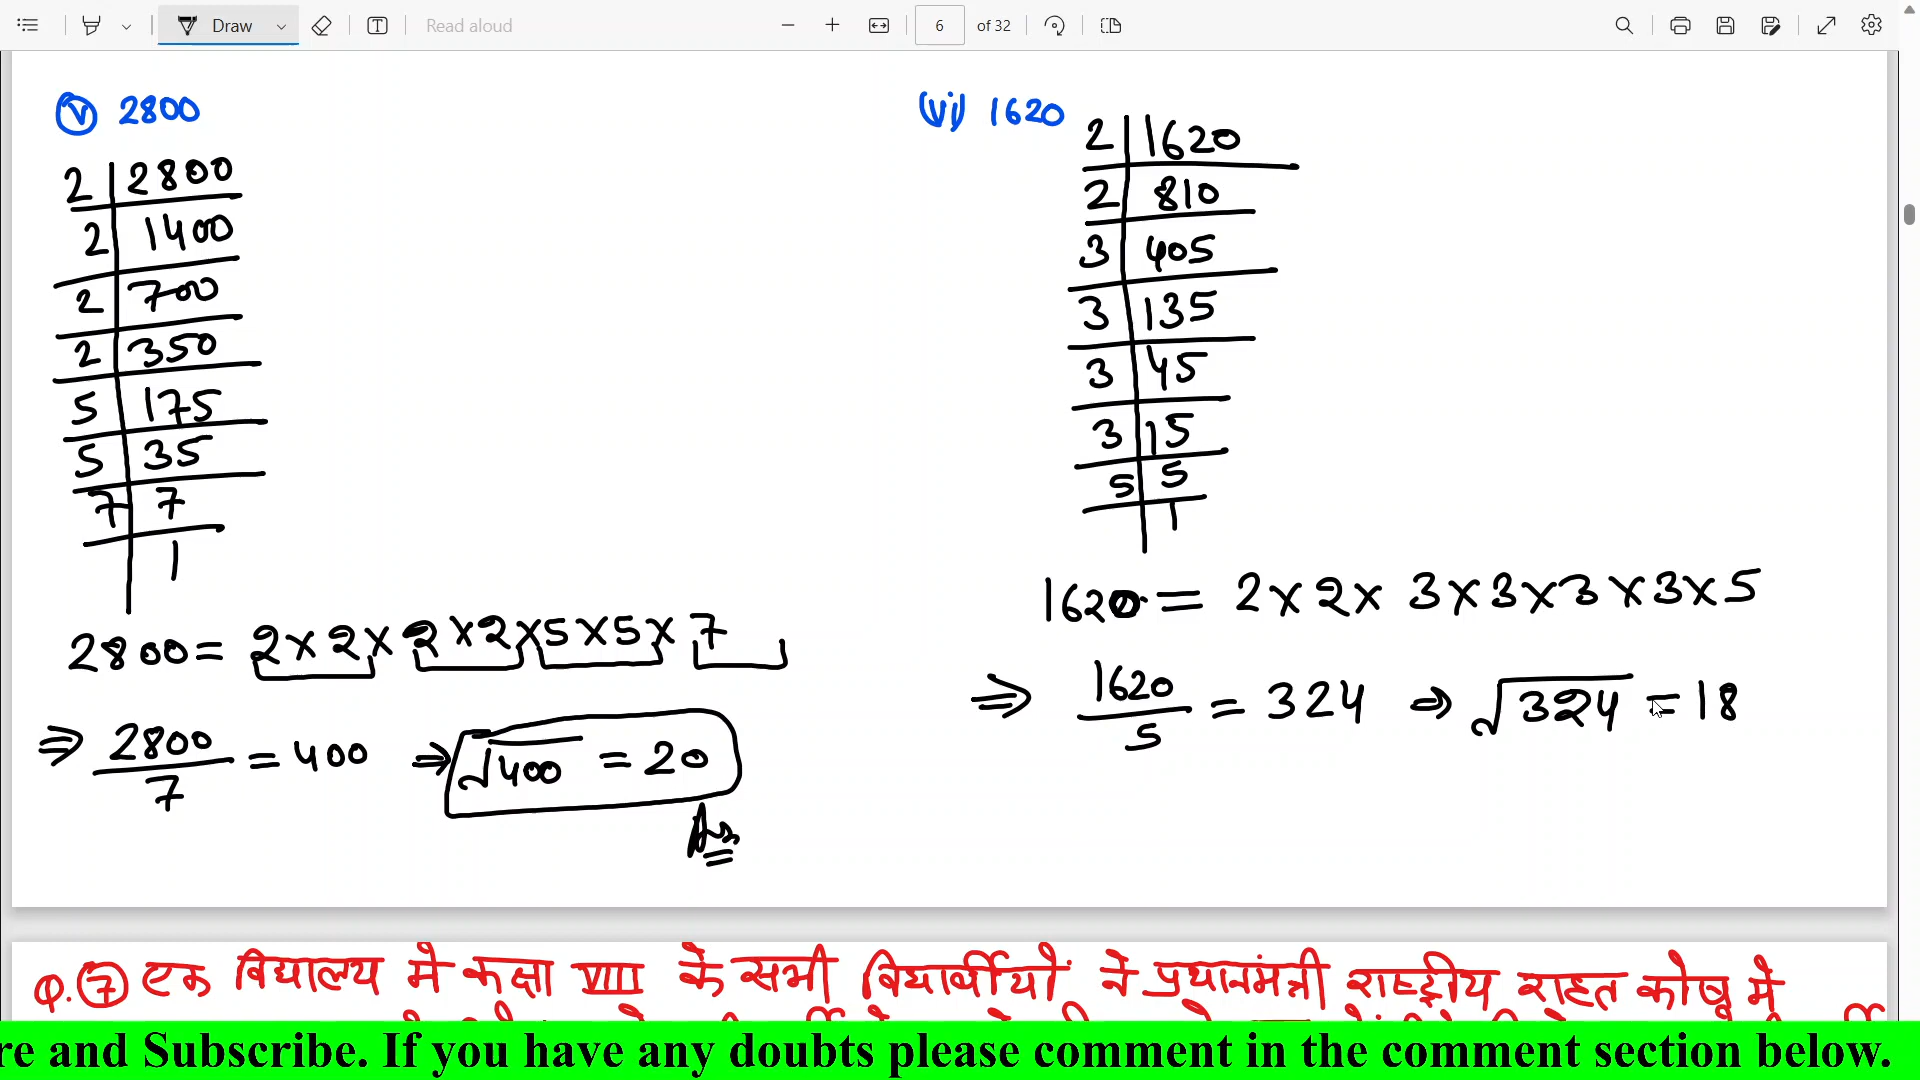 Draw
Read aloud
6 of 32
(v) 2800
2 | 2800
2 | 1400
2 | 700
2 | 350
5 | 175
5 | 35
7 | 7
1
2800 = 2 × 2 × 2 × 2 × 5 × 5 × 7
⇒ 2800/7 = 400 ⇒ √400 = 20
Ans
(vi) 1620
2 | 1620
2 | 810
3 | 405
3 | 135
3 | 45
3 | 15
5 | 5
1
1620 = 2 × 2 × 3 × 3 × 3 × 3 × 5
⇒ 1620/5 = 324 ⇒ √324 = 18
Q. (7) एक विद्यालय में कक्षा VIII के सभी विद्यार्थीयों ने प्रधानमंत्री राष्ट्रीय राहत कोष में
re and Subscribe. If you have any doubts please comment in the comment section below.